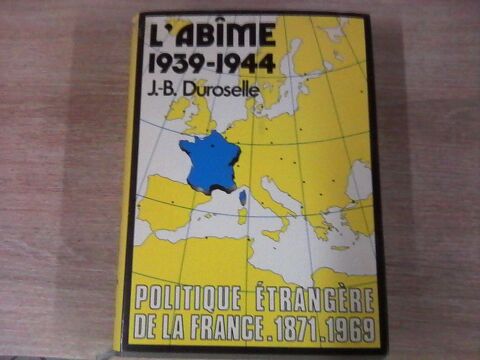 L'ABÎME
1939-1944
J.-B. Duroselle
POLITIQUE ÉTRANGÈRE
DE LA FRANCE.1871.1969